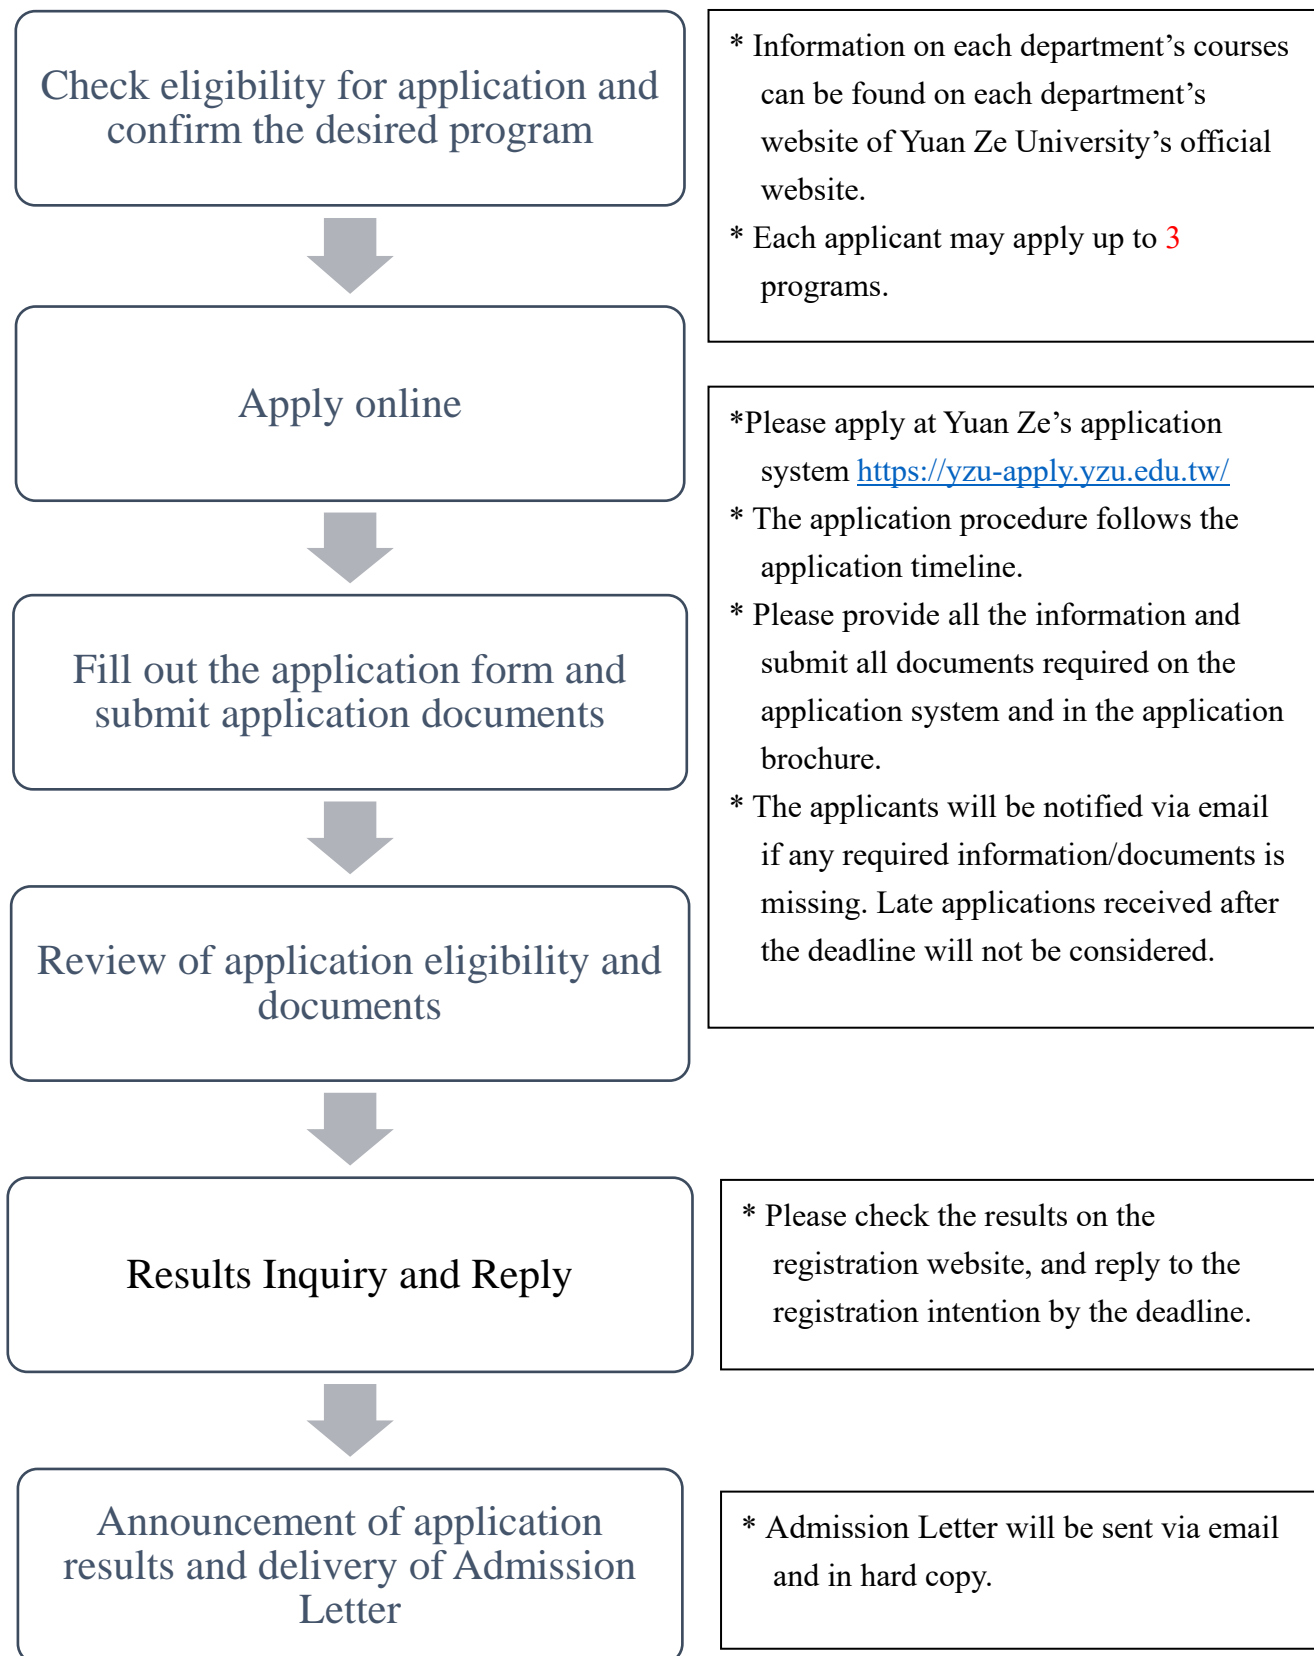 Check eligibility for application and
confirm the desired program
* Information on each department’s courses
can be found on each department’s
website of Yuan Ze University’s official
website.
* Each applicant may apply up to 3
programs.
Apply online
*Please apply at Yuan Ze’s application
system https://yzu-apply.yzu.edu.tw/
* The application procedure follows the
application timeline.
* Please provide all the information and
submit all documents required on the
application system and in the application
brochure.
* The applicants will be notified via email
if any required information/documents is
missing. Late applications received after
the deadline will not be considered.
Fill out the application form and
submit application documents
Review of application eligibility and
documents
Results Inquiry and Reply
* Please check the results on the
registration website, and reply to the
registration intention by the deadline.
Announcement of application
results and delivery of Admission
Letter
* Admission Letter will be sent via email
and in hard copy.